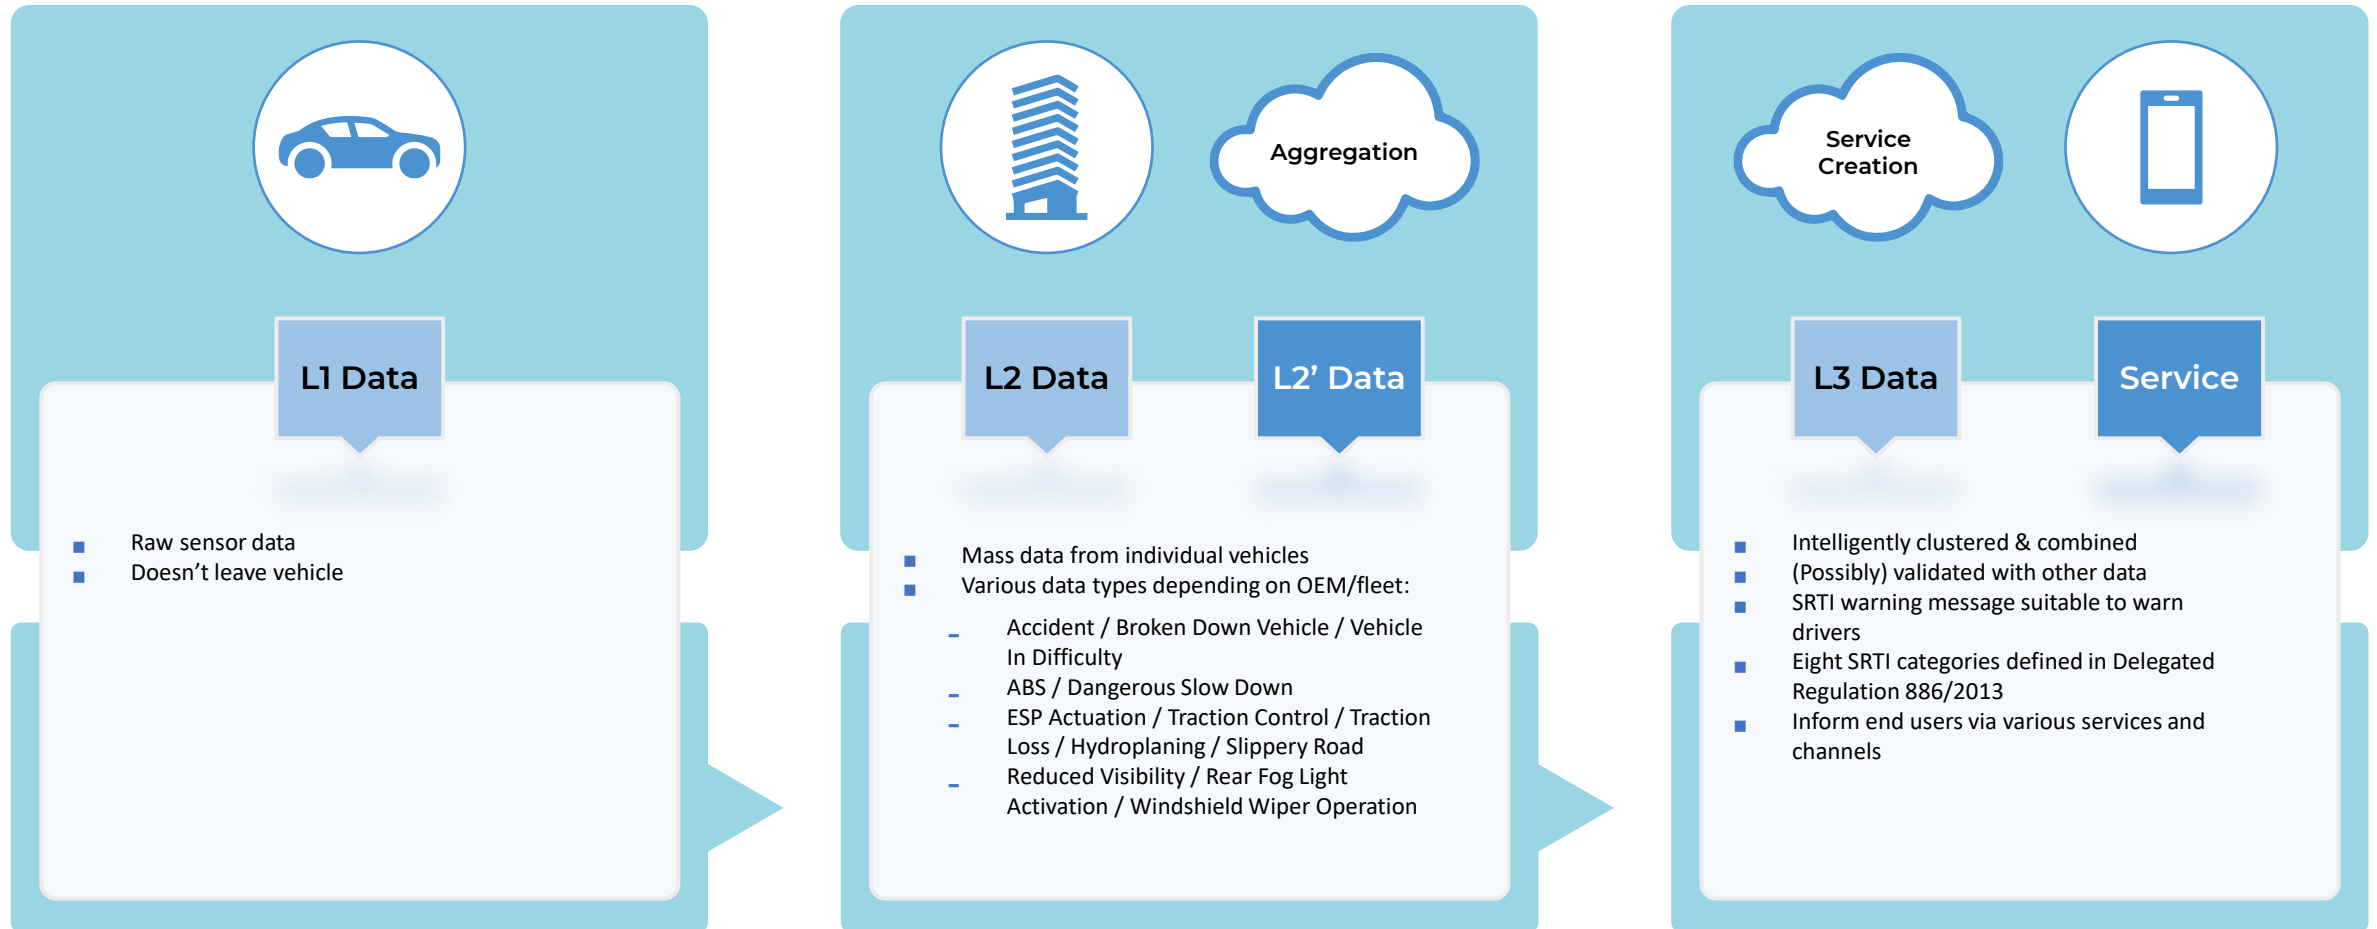 L1 Data
Raw sensor data
Doesn’t leave vehicle
Aggregation
L2 Data
L2’ Data
Mass data from individual vehicles
Various data types depending on OEM/fleet:
Accident / Broken Down Vehicle / Vehicle
In Difficulty
ABS / Dangerous Slow Down
ESP Actuation / Traction Control / Traction
Loss / Hydroplaning / Slippery Road
Reduced Visibility / Rear Fog Light
Activation / Windshield Wiper Operation
Service
Creation
L3 Data
Service
Intelligently clustered & combined
(Possibly) validated with other data
SRTI warning message suitable to warn
drivers
Eight SRTI categories defined in Delegated
Regulation 886/2013
Inform end users via various services and
channels